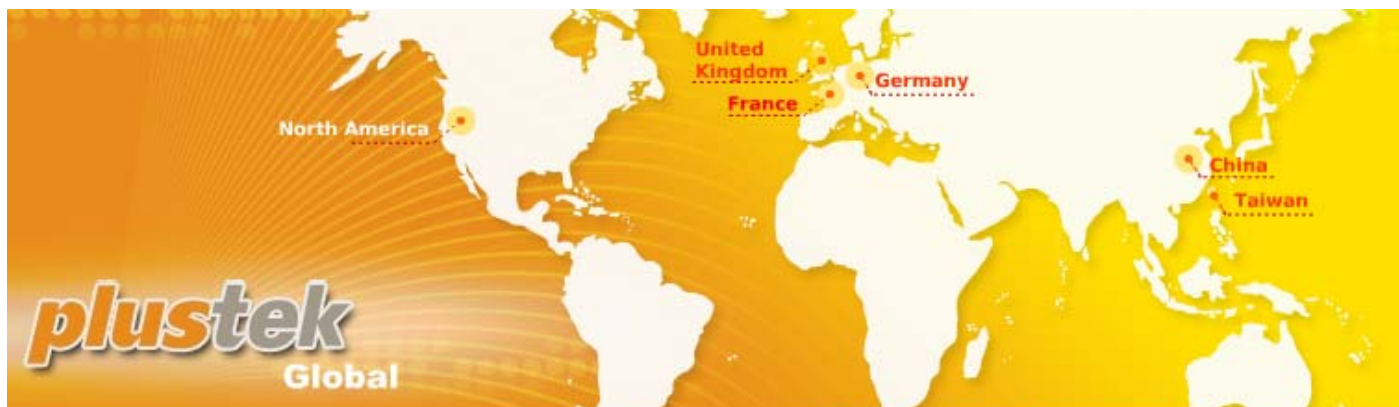 United
Kingdom
Germany
France
North America
China
Taiwan
plustek
Global